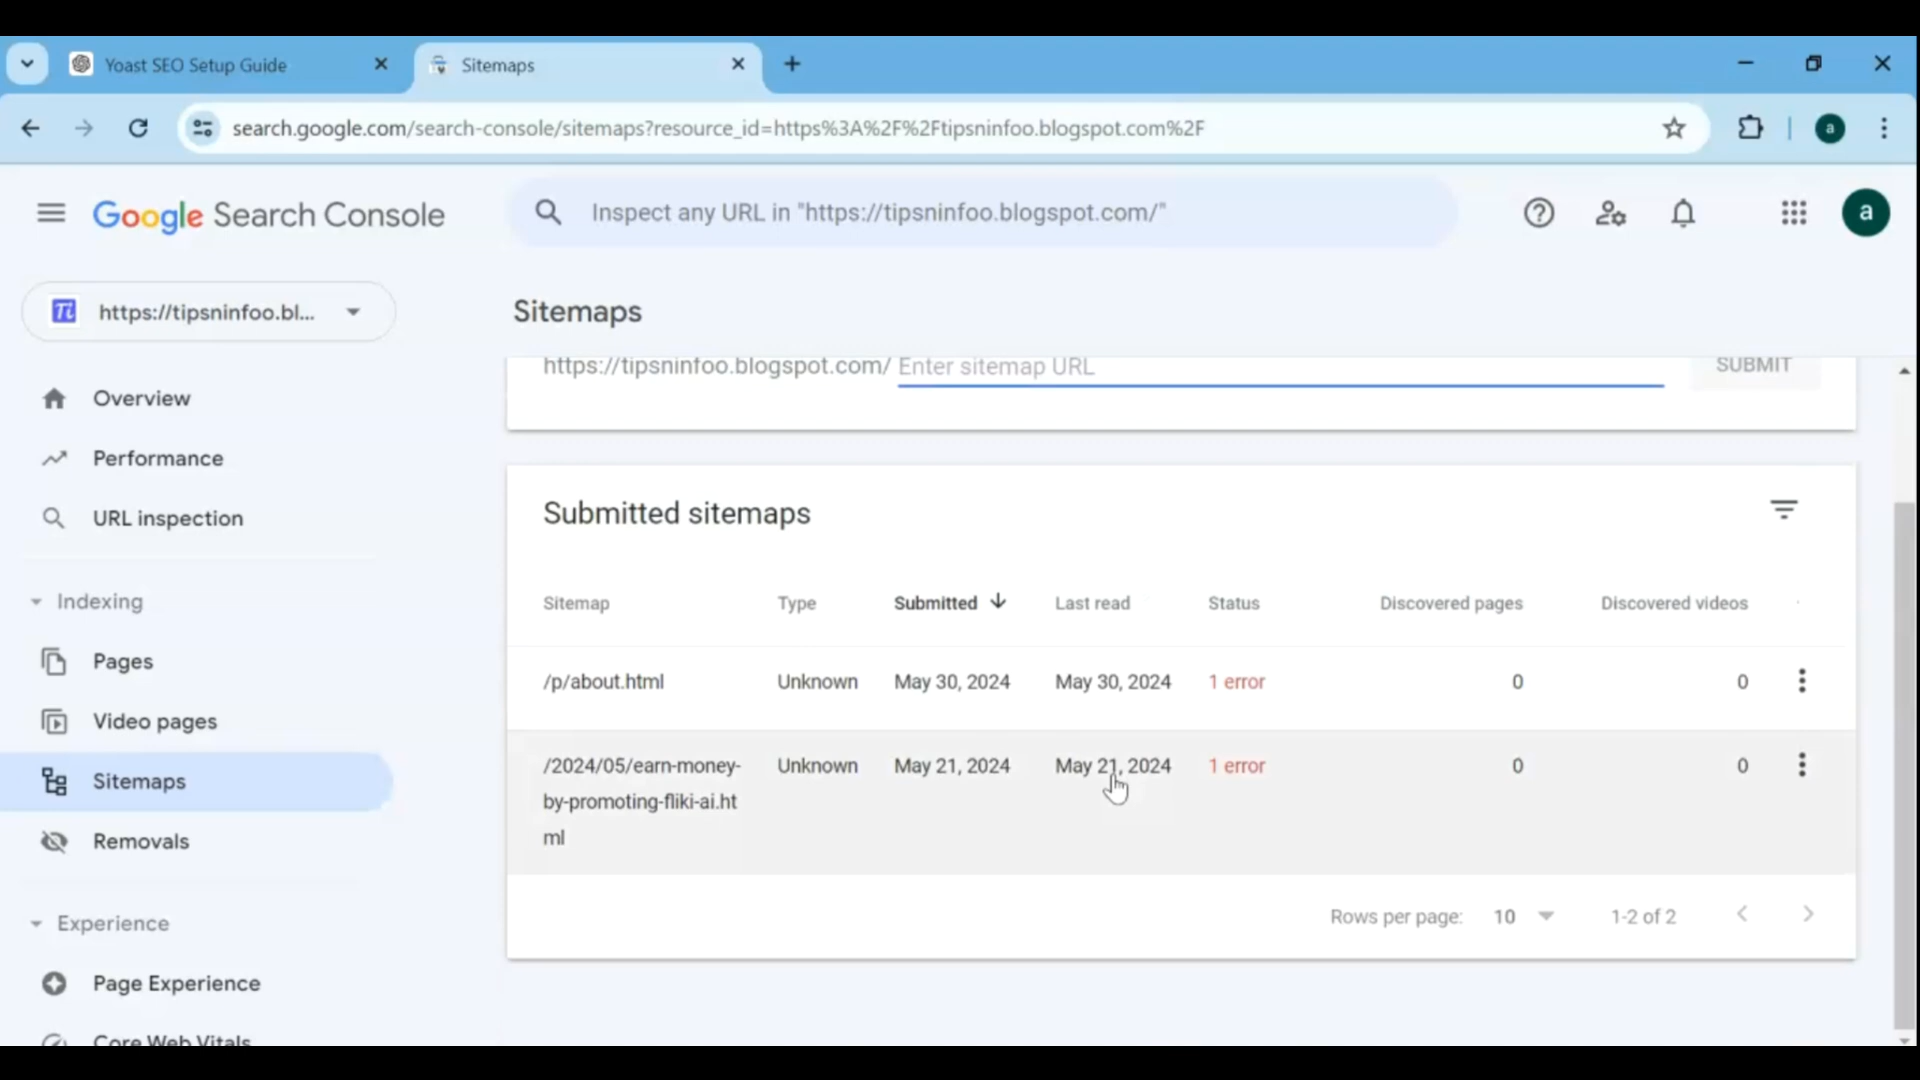 Yoast SEO Setup Guide
Sitemaps
search.google.com/search-console/sitemaps?resource_id=https%3A%2F%2Ftipsninfoo.blogspot.com%2F
a
Google Search Console
Inspect any URL in "https://tipsninfoo.blogspot.com/"
a
Ti https://tipsninfoo.bl...
Sitemaps
https://tipsninfoo.blogspot.com/ Enter sitemap URL
SUBMIT
Overview
Performance
URL inspection
Indexing
Pages
Video pages
Sitemaps
Removals
Experience
Page Experience
Core Web Vitals
Submitted sitemaps
Sitemap Type Submitted Last read Status Discovered pages Discovered videos
/p/about.html Unknown May 30, 2024 May 30, 2024 1 error 0 0
/2024/05/earn-money- Unknown May 21, 2024 May 21, 2024 1 error 0 0
by-promoting-fliki-ai.ht
ml
Rows per page: 10 1-2 of 2